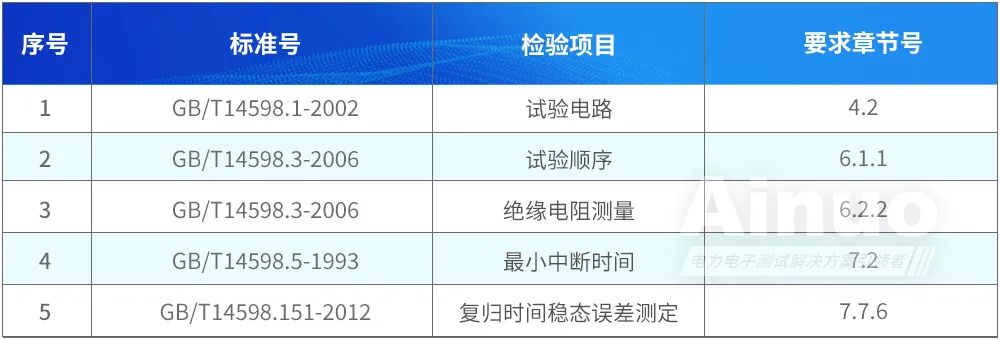 序号 标准号 检验项目 要求章节号
1 GB/T14598.1-2002 试验电路 4.2
2 GB/T14598.3-2006 试验顺序 6.1.1
3 GB/T14598.3-2006 绝缘电阻测量 6.2.2
Ainuo
4 GB/T14598.5-1993 最小中断时间 7.2
电力电子测试解决方案引领者
5 GB/T14598.151-2012 复归时间稳态误差测定 7.7.6